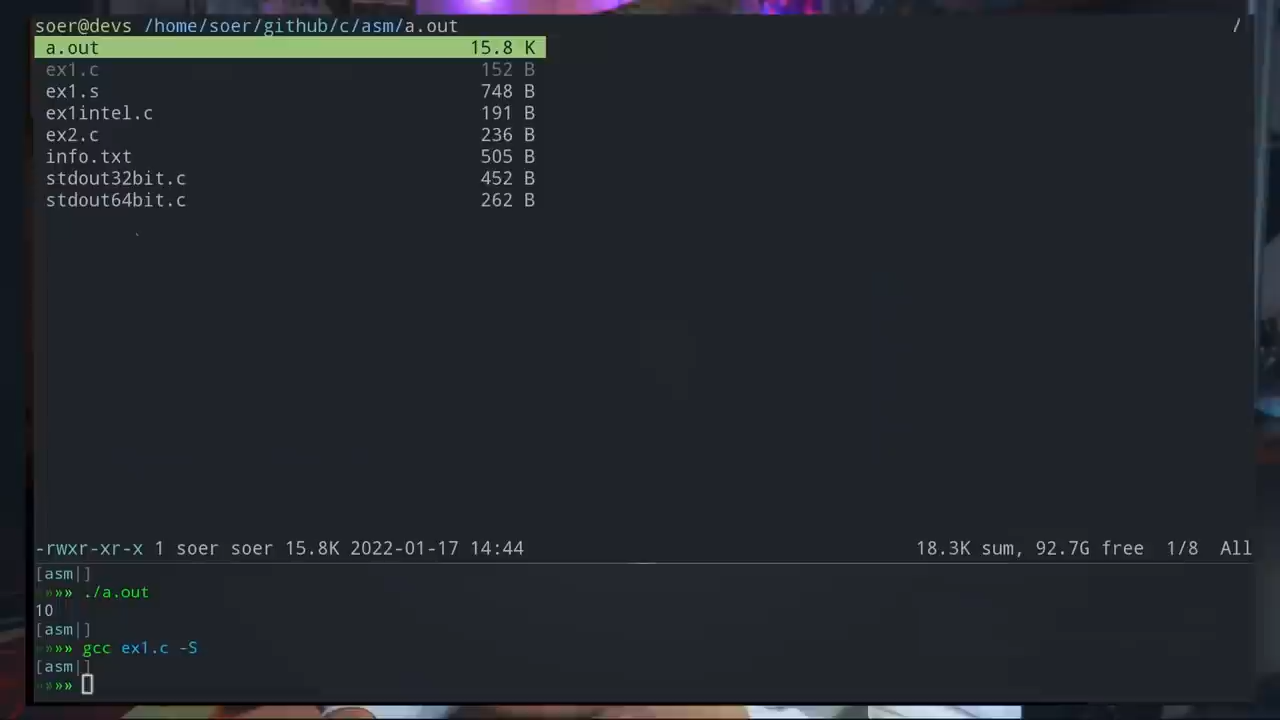 soer@devs /home/soer/github/c/asm/a.out /
a.out 15.8 K
ex1.c 152 B
ex1.s 748 B
ex1intel.c 191 B
ex2.c 236 B
info.txt 505 B
stdout32bit.c 452 B
stdout64bit.c 262 B
-rwxr-xr-x 1 soer soer 15.8K 2022-01-17 14:44 18.3K sum, 92.7G free 1/8 All
[asm|]
»»»» ./a.out
10
[asm|]
»»»» gcc ex1.c -S
[asm|]
»»»»